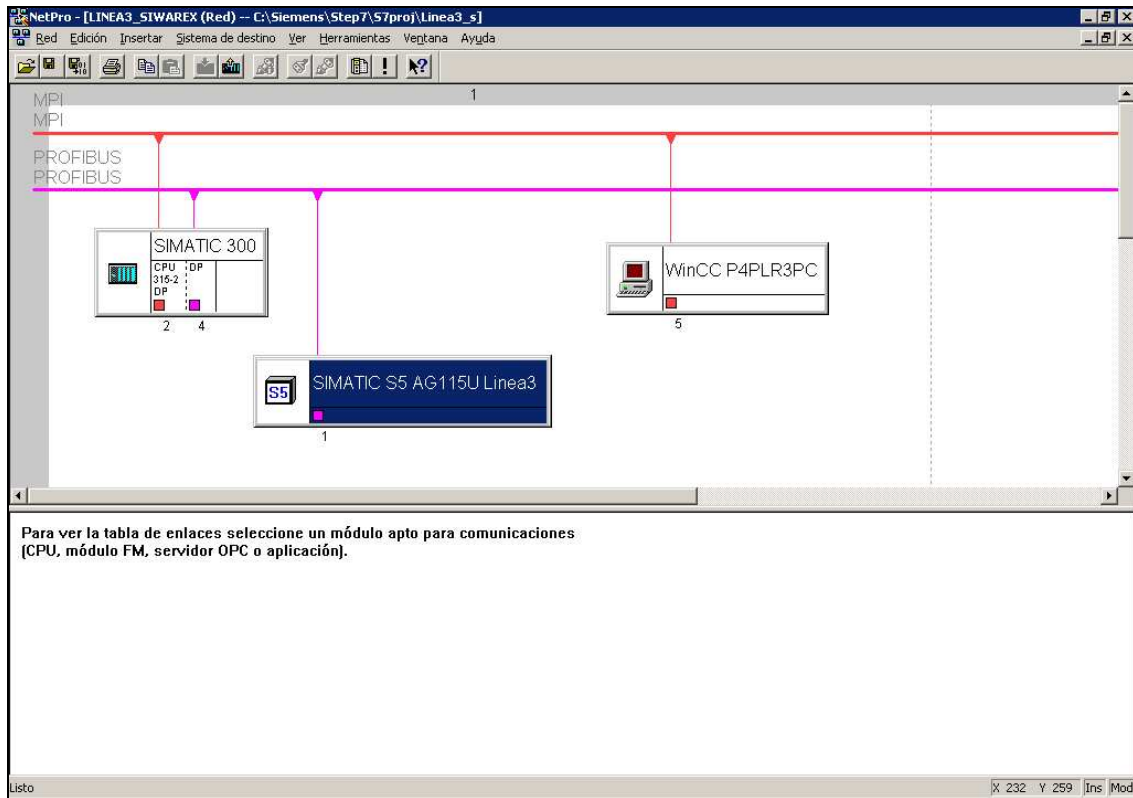 NetPro - [LINEA3_SIWAREX (Red) -- C:\Siemens\Step7\S7proj\Linea3_s]
Red Edición Insertar Sistema de destino Ver Herramientas Ventana Ayuda
1
MPI
MPI
PROFIBUS
PROFIBUS
SIMATIC 300
CPU 315-2 DP
DP
2 4
WinCC P4PLR3PC
5
S5
SIMATIC S5 AG115U Linea3
1
Para ver la tabla de enlaces seleccione un módulo apto para comunicaciones
(CPU, módulo FM, servidor OPC o aplicación).
Listo X 232 Y 259 Ins Mod